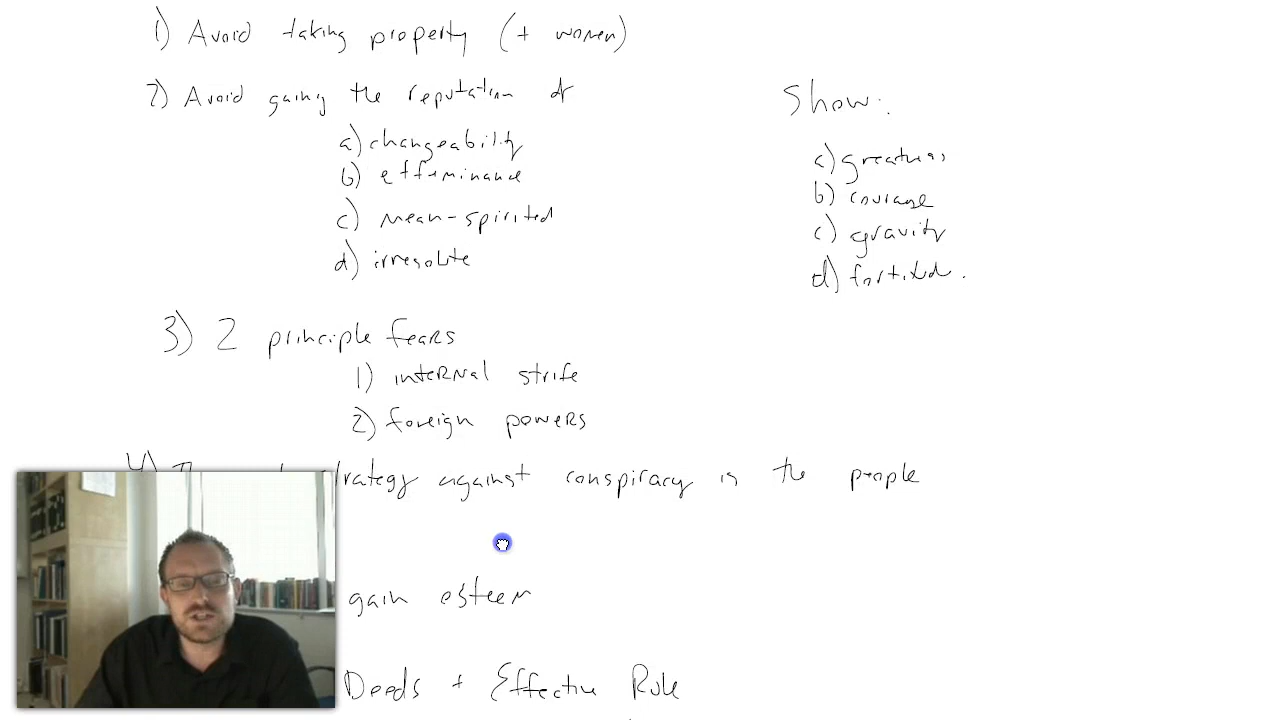 1) Avoid taking property (+ women)
2) Avoid gaing the reputation of
a) changeability
b) effeminance
c) mean-spirited
d) irresolute
Show:
a) greatness
b) courage
c) gravity
d) fortitude.
3) 2 principle fears
1) internal strife
2) foreign powers
4) strategy against conspiracy is the people
gain esteem
Deeds + Effective Rule